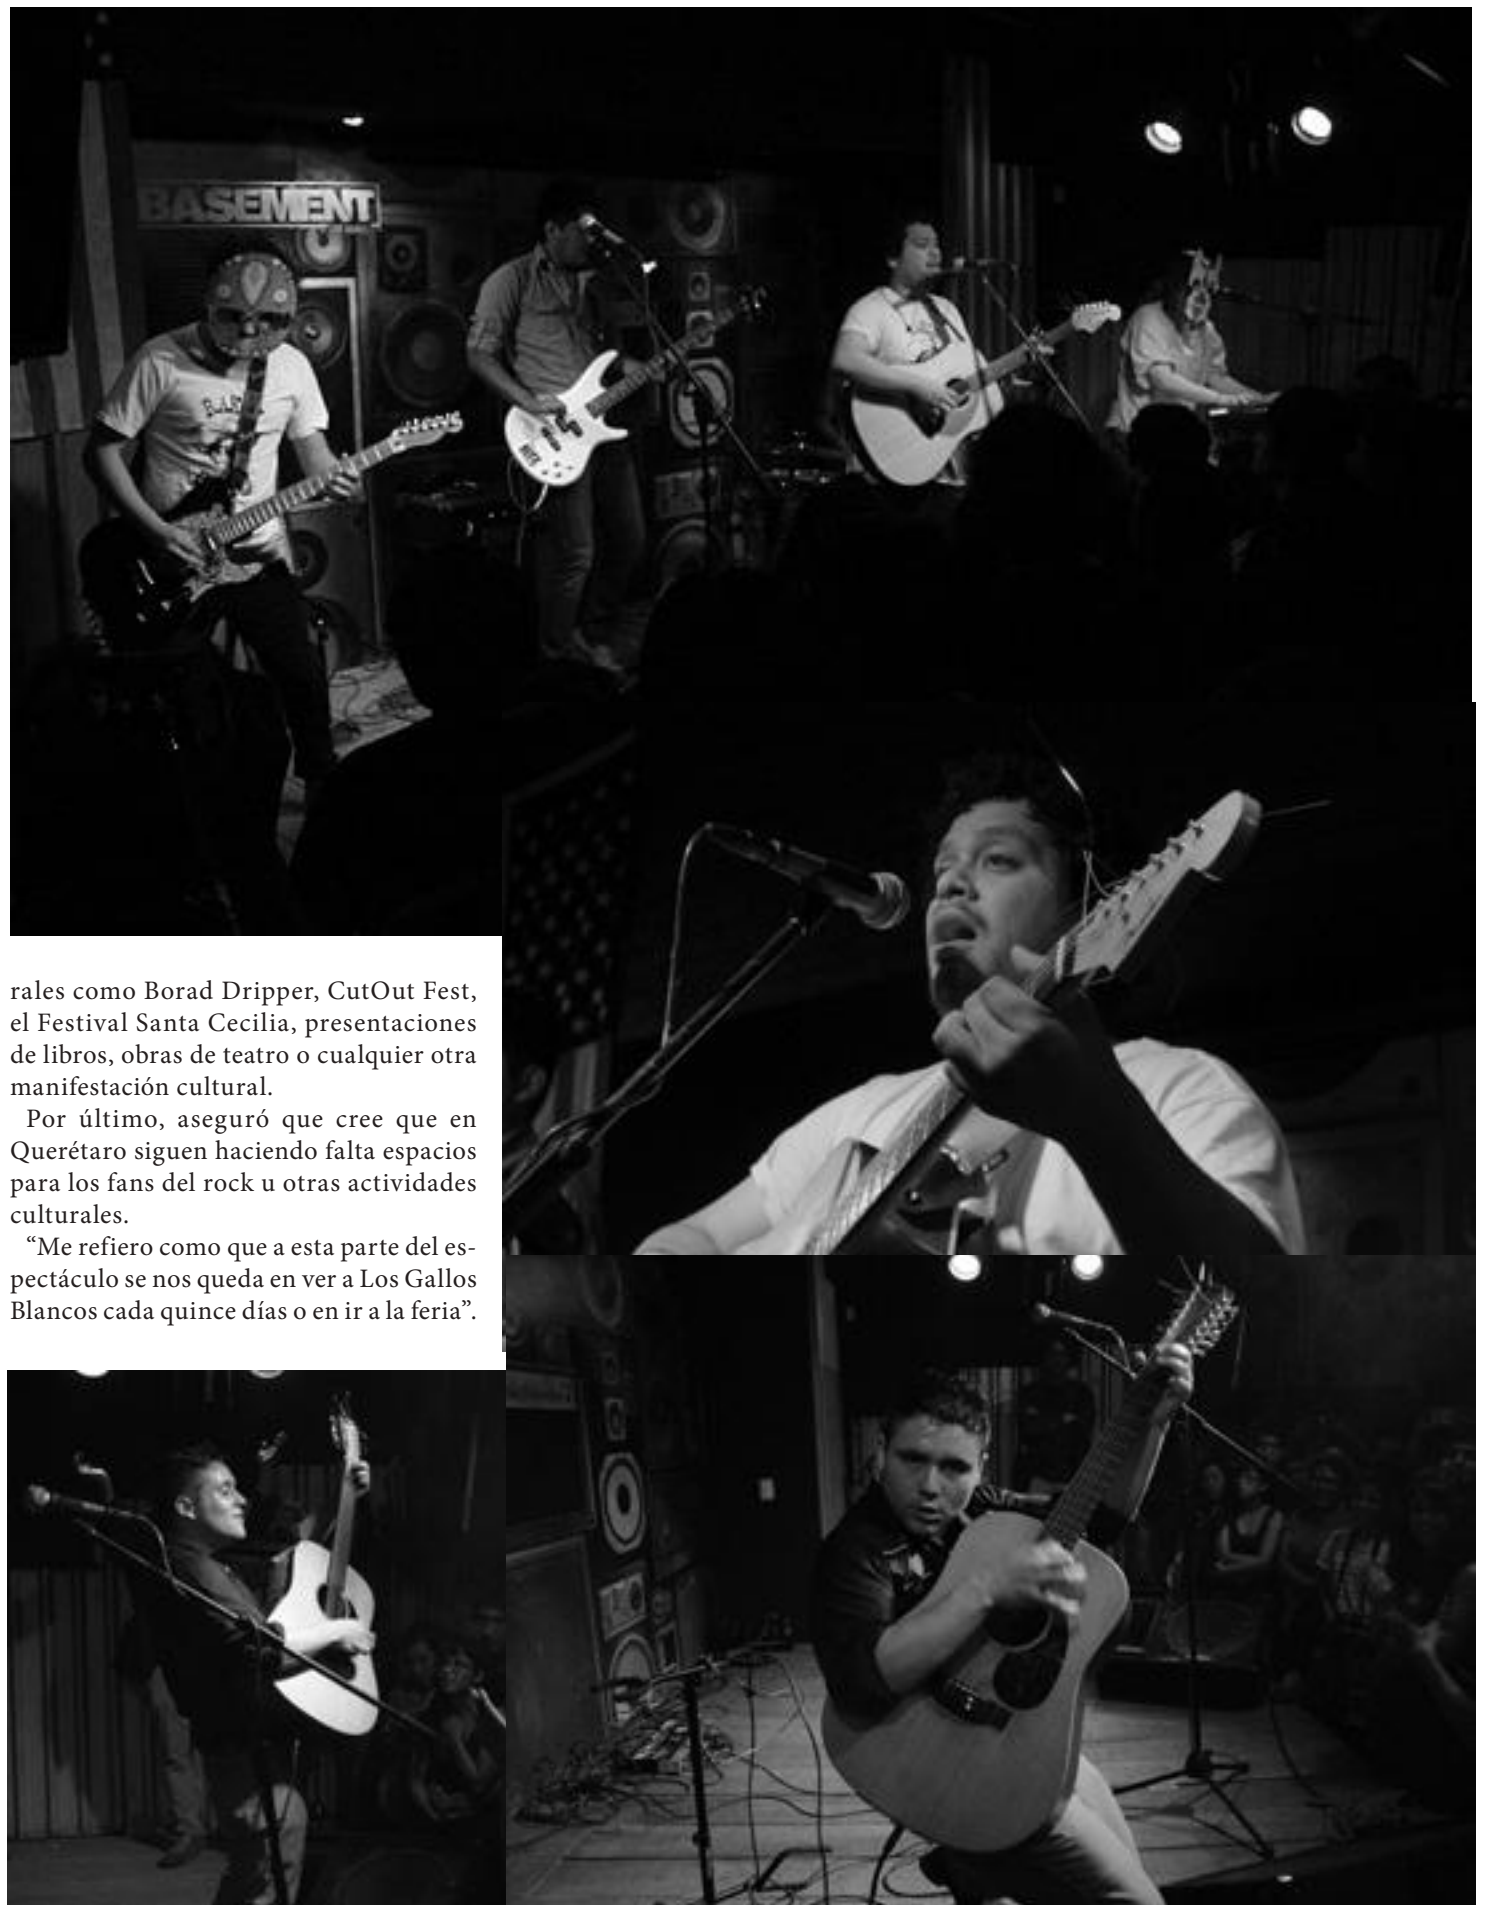 BASEMENT
rales como Borad Dripper, CutOut Fest,
el Festival Santa Cecilia, presentaciones
de libros, obras de teatro o cualquier otra
manifestación cultural.
Por último, aseguró que cree que en
Querétaro siguen haciendo falta espacios
para los fans del rock u otras actividades
culturales.
“Me refiero como que a esta parte del es-
pectáculo se nos queda en ver a Los Gallos
Blancos cada quince días o en ir a la feria”.